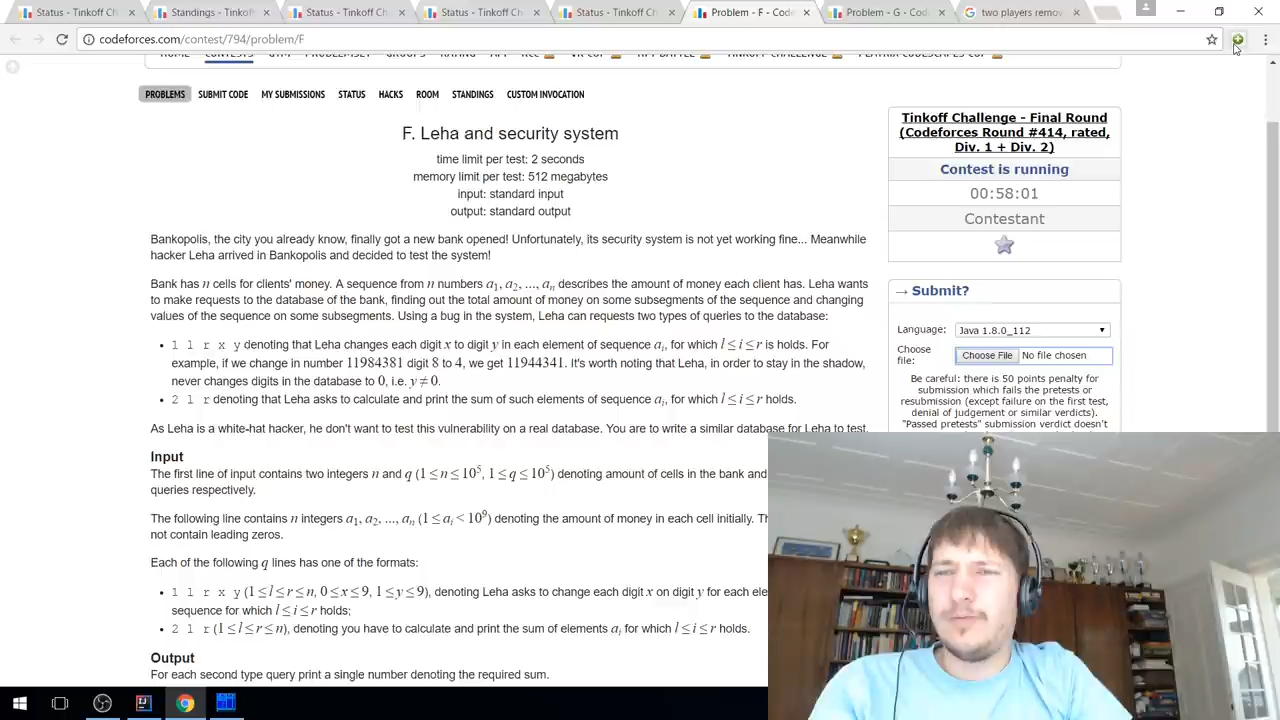 Status - Tinkoff C
Standings - Tinkof
Status - Tinkoff C
Status - Tinkoff C
Status - Tinkoff C
Problem - F - Code
Problem - G - Code
two players remov
codeforces.com/contest/794/problem/F
PROBLEMS SUBMIT CODE MY SUBMISSIONS STATUS HACKS ROOM STANDINGS CUSTOM INVOCATION
F. Leha and security system
time limit per test: 2 seconds
memory limit per test: 512 megabytes
input: standard input
output: standard output
Bankopolis, the city you already know, finally got a new bank opened! Unfortunately, its security system is not yet working fine... Meanwhile
hacker Leha arrived in Bankopolis and decided to test the system!
Bank has n cells for clients' money. A sequence from n numbers a1, a2, ..., an describes the amount of money each client has. Leha wants
to make requests to the database of the bank, finding out the total amount of money on some subsegments of the sequence and changing
values of the sequence on some subsegments. Using a bug in the system, Leha can requests two types of queries to the database:
• 1 l r x y denoting that Leha changes each digit x to digit y in each element of sequence ai, for which l ≤ i ≤ r is holds. For
example, if we change in number 11984381 digit 8 to 4, we get 11944341. It's worth noting that Leha, in order to stay in the shadow,
never changes digits in the database to 0, i.e. y ≠ 0.
• 2 l r denoting that Leha asks to calculate and print the sum of such elements of sequence ai, for which l ≤ i ≤ r holds.
As Leha is a white-hat hacker, he don't want to test this vulnerability on a real database. You are to write a similar database for Leha to test.
Input
The first line of input contains two integers n and q (1 ≤ n ≤ 10^5, 1 ≤ q ≤ 10^5) denoting amount of cells in the bank and
queries respectively.
The following line contains n integers a1, a2, ..., an (1 ≤ ai < 10^9) denoting the amount of money in each cell initially.
not contain leading zeros.
Each of the following q lines has one of the formats:
• 1 l r x y (1 ≤ l ≤ r ≤ n, 0 ≤ x ≤ 9, 1 ≤ y ≤ 9), denoting Leha asks to change each digit x on digit y for each ele
sequence for which l ≤ i ≤ r holds;
• 2 l r (1 ≤ l ≤ r ≤ n), denoting you have to calculate and print the sum of elements ai for which l ≤ i ≤ r holds.
Output
For each second type query print a single number denoting the required sum.
Tinkoff Challenge - Final Round
(Codeforces Round #414, rated,
Div. 1 + Div. 2)
Contest is running
00:58:01
Contestant
→ Submit?
Language: Java 1.8.0_112
Choose
file: Choose File No file chosen
Be careful: there is 50 points penalty for
submission which fails the pretests or
resubmission (except failure on the first test,
denial of judgement or similar verdicts).
"Passed pretests" submission verdict doesn't